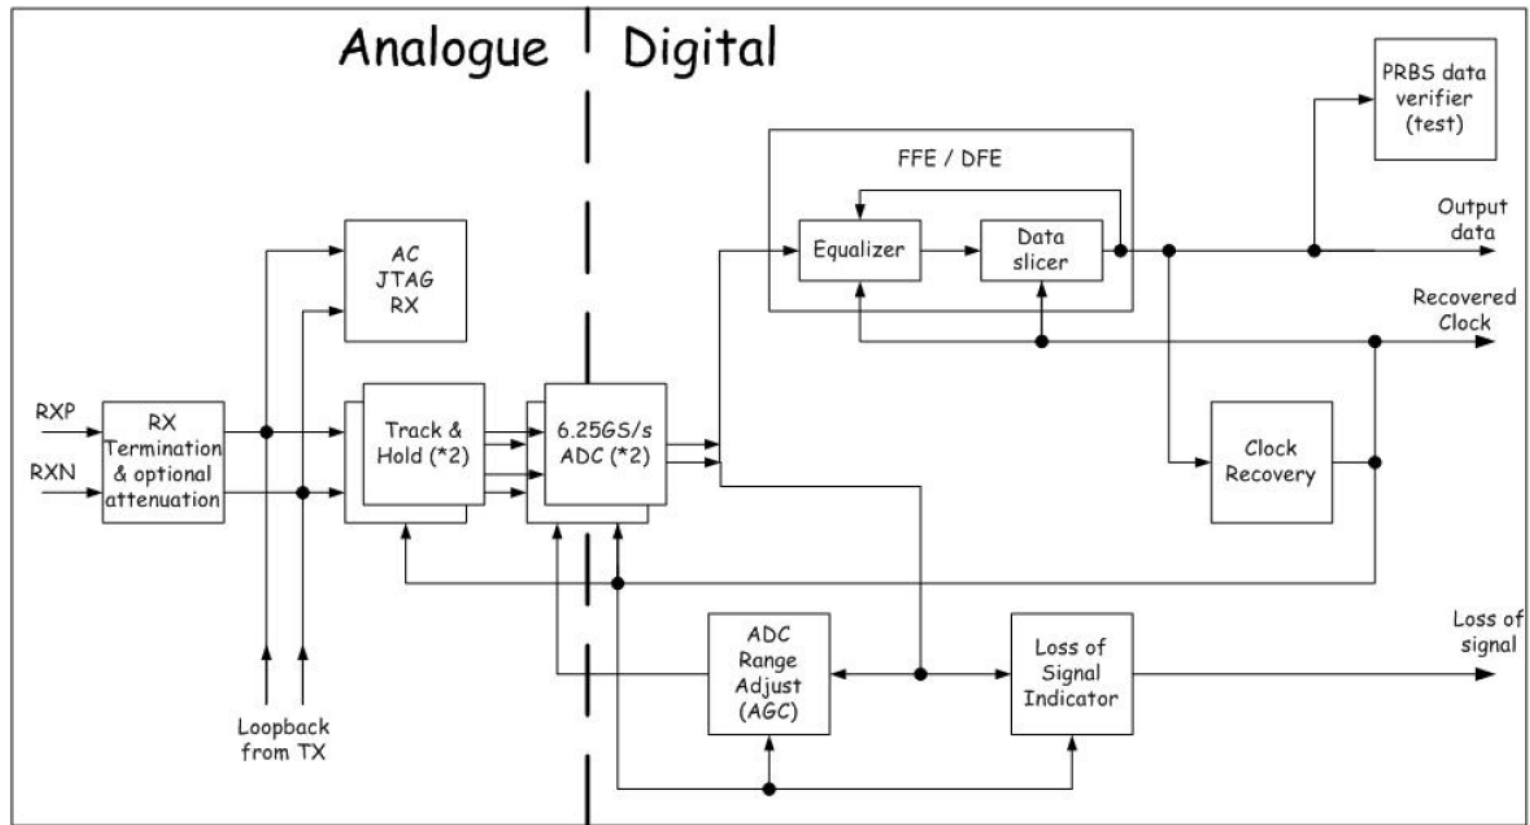 Analogue
Digital
PRBS data
verifier
(test)
FFE / DFE
Output
data
AC
JTAG
RX
Equalizer
Data
slicer
Recovered
Clock
RXP
RXN
RX
Termination
& optional
attenuation
Track &
Hold (*2)
6.25GS/s
ADC (*2)
Clock
Recovery
Loopback
from TX
ADC
Range
Adjust
(AGC)
Loss of
Signal
Indicator
Loss of
signal